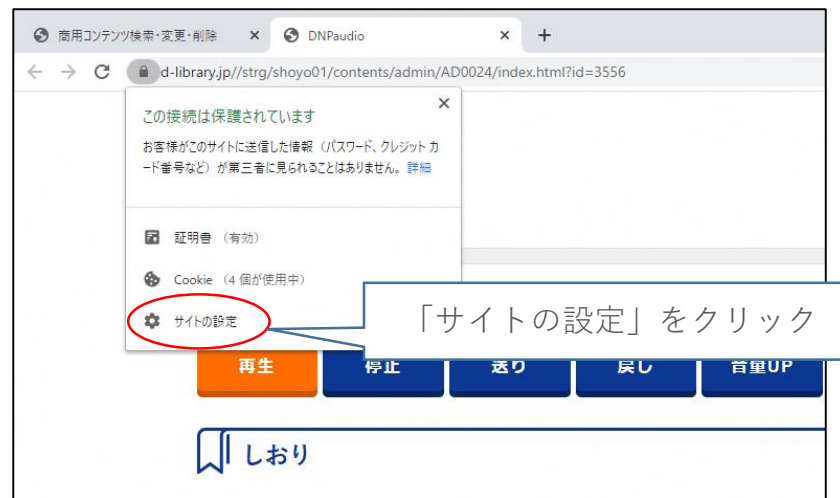 商用コンテンツ検索・変更・削除
DNPaudio
d-library.jp//strg/shoyo01/contents/admin/AD0024/index.html?id=3556
この接続は保護されています
お客様がこのサイトに送信した情報（パスワード、クレジット カ
ード番号など）が第三者に見られることはありません。 詳細
証明書 （有効）
Cookie （4 個が使用中）
サイトの設定
「サイトの設定」をクリック
再生 停止 送り 戻し 音量UP
しおり